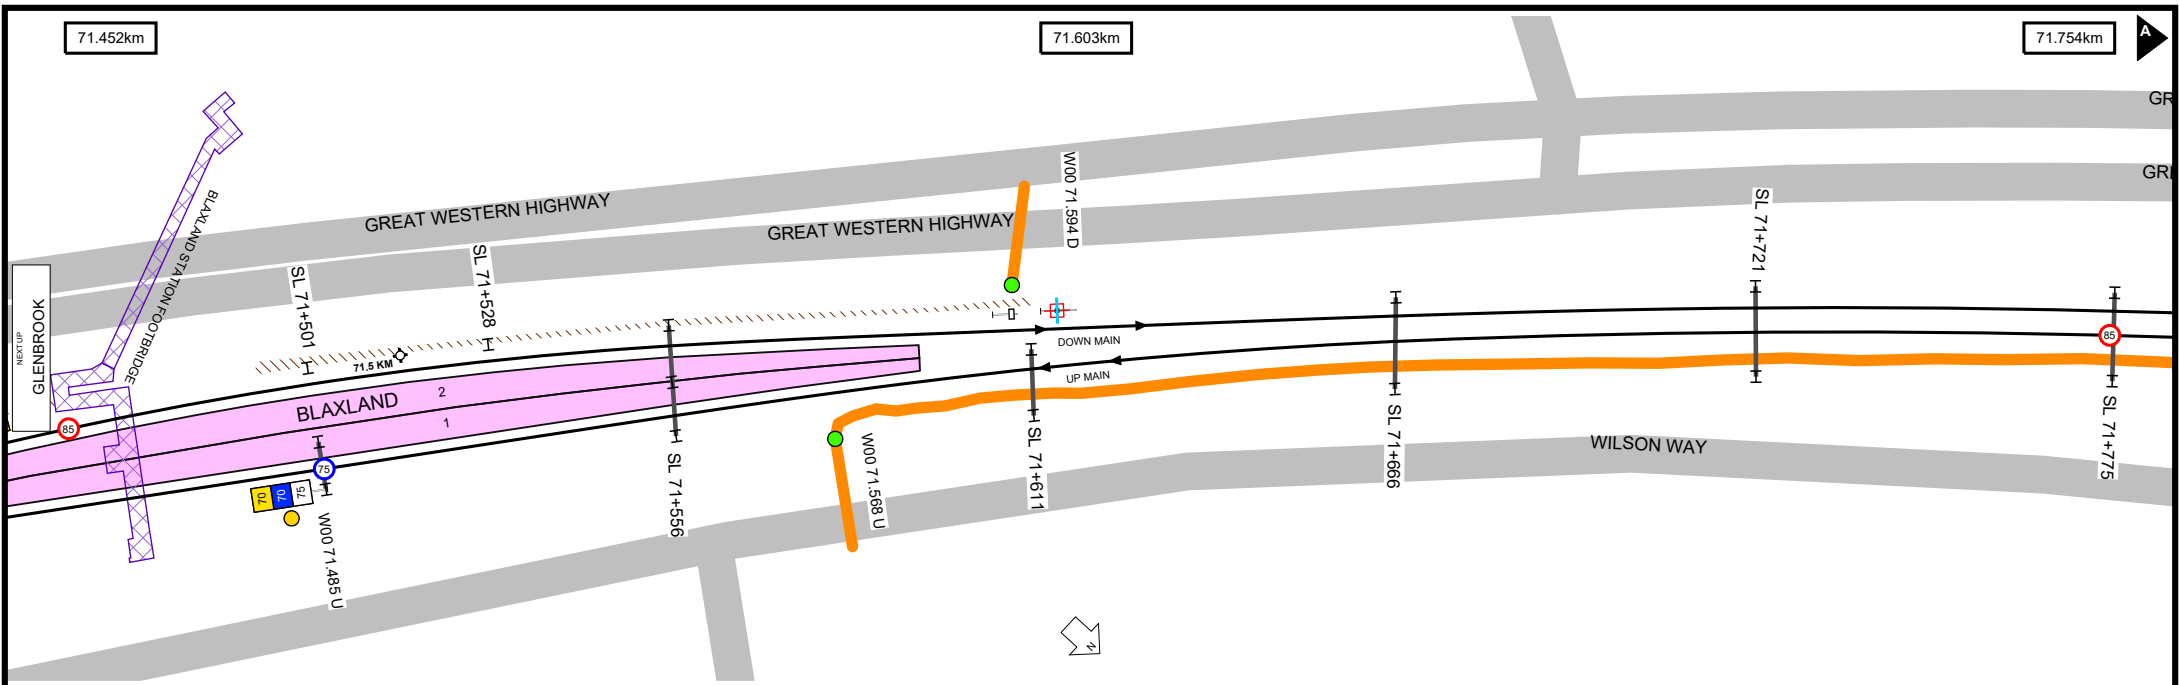 71.452km
71.603km
71.754km
A
GR
GREAT WESTERN HIGHWAY
GREAT WESTERN HIGHWAY
GRE
BLAXLAND STATION FOOTBRIDGE
NEXT UP
GLENBROOK
SL 71+501
SL 71+528
W00 71.594 D
SL 71+721
71.5 KM
DOWN MAIN
UP MAIN
85
85
BLAXLAND
2
1
75
70
70
75
W00 71.485 U
SL 71+556
W00 71.568 U
SL 71+611
SL 71+666
WILSON WAY
SL 71+775
N